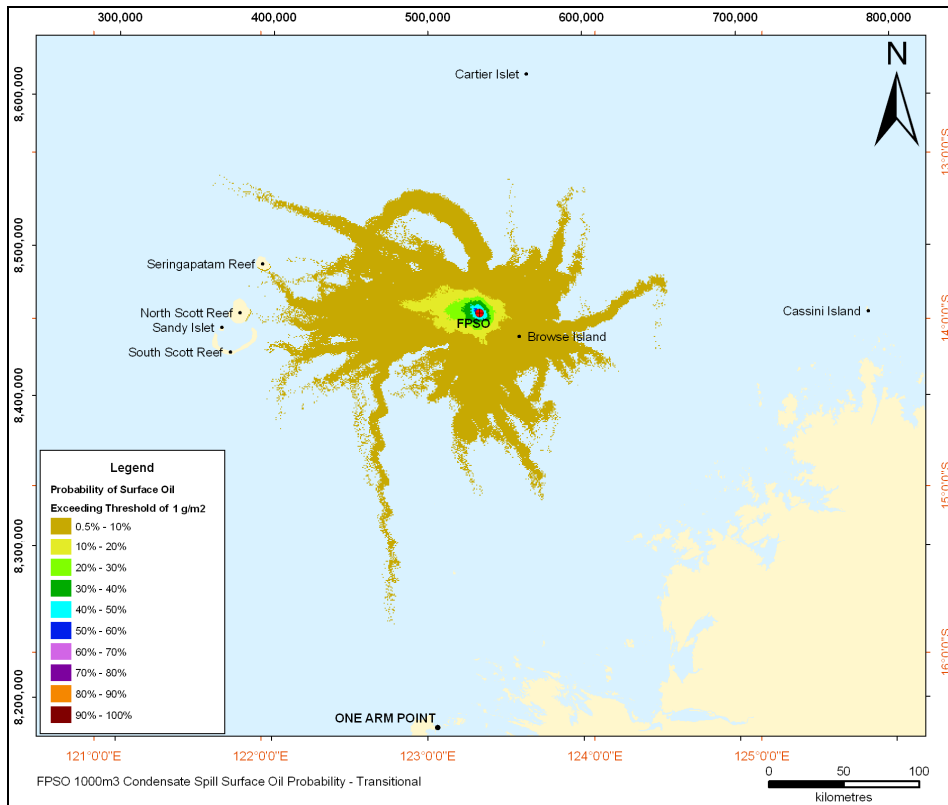 300,000 400,000 500,000 600,000 700,000 800,000
N
Cartier Islet
8,600,000
13°0'0"S
8,500,000
Seringapatam Reef
North Scott Reef
Sandy Islet
South Scott Reef
FPSO
Browse Island
Cassini Island
14°0'0"S
8,400,000
Legend
Probability of Surface Oil
Exceeding Threshold of 1 g/m2
0.5% - 10%
10% - 20%
20% - 30%
30% - 40%
40% - 50%
50% - 60%
60% - 70%
70% - 80%
80% - 90%
90% - 100%
15°0'0"S
8,300,000
16°0'0"S
8,200,000
ONE ARM POINT
121°0'0"E 122°0'0"E 123°0'0"E 124°0'0"E 125°0'0"E
FPSO 1000m3 Condensate Spill Surface Oil Probability - Transitional
0 50 100
kilometres